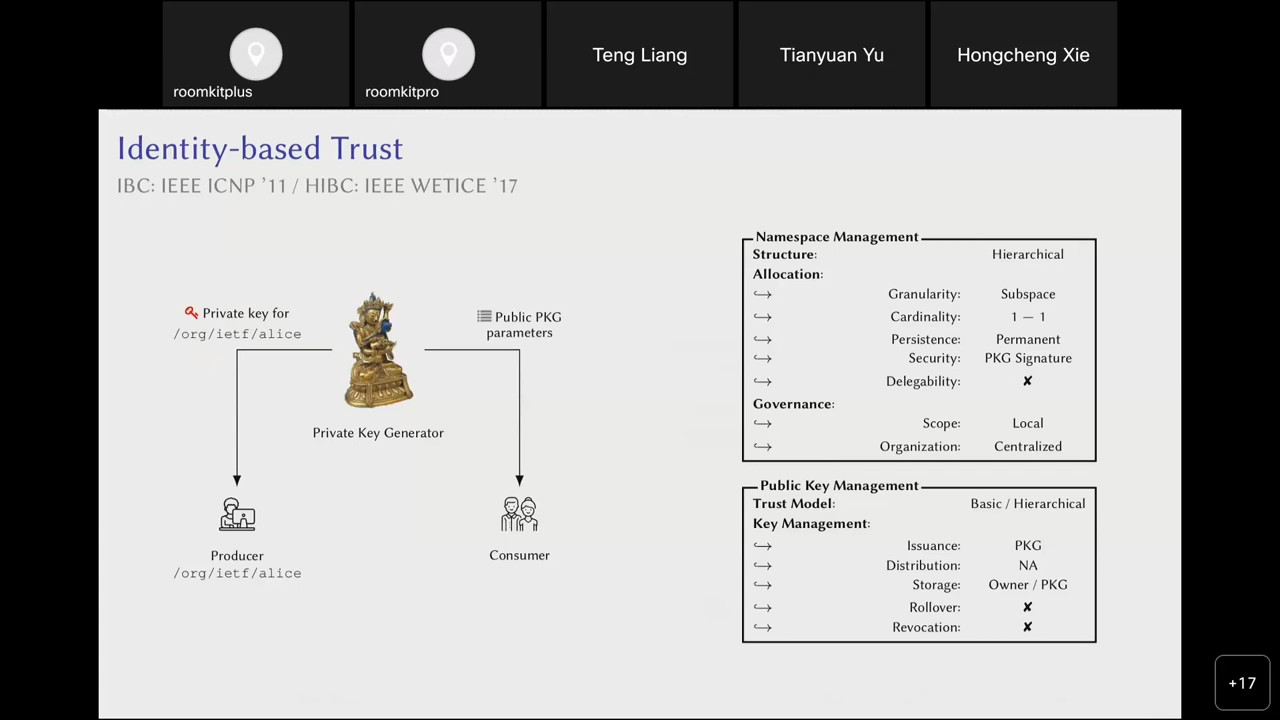 roomkitplus
roomkitpro
Teng Liang
Tianyuan Yu
Hongcheng Xie
Identity-based Trust
IBC: IEEE ICNP ’11 / HIBC: IEEE WETICE ’17
Private key for
/org/ietf/alice
Public PKG
parameters
Private Key Generator
Producer
/org/ietf/alice
Consumer
Namespace Management
Structure: Hierarchical
Allocation:
↪ Granularity: Subspace
↪ Cardinality: 1 — 1
↪ Persistence: Permanent
↪ Security: PKG Signature
↪ Delegability: ✘
Governance:
↪ Scope: Local
↪ Organization: Centralized
Public Key Management
Trust Model: Basic / Hierarchical
Key Management:
↪ Issuance: PKG
↪ Distribution: NA
↪ Storage: Owner / PKG
↪ Rollover: ✘
↪ Revocation: ✘
+17